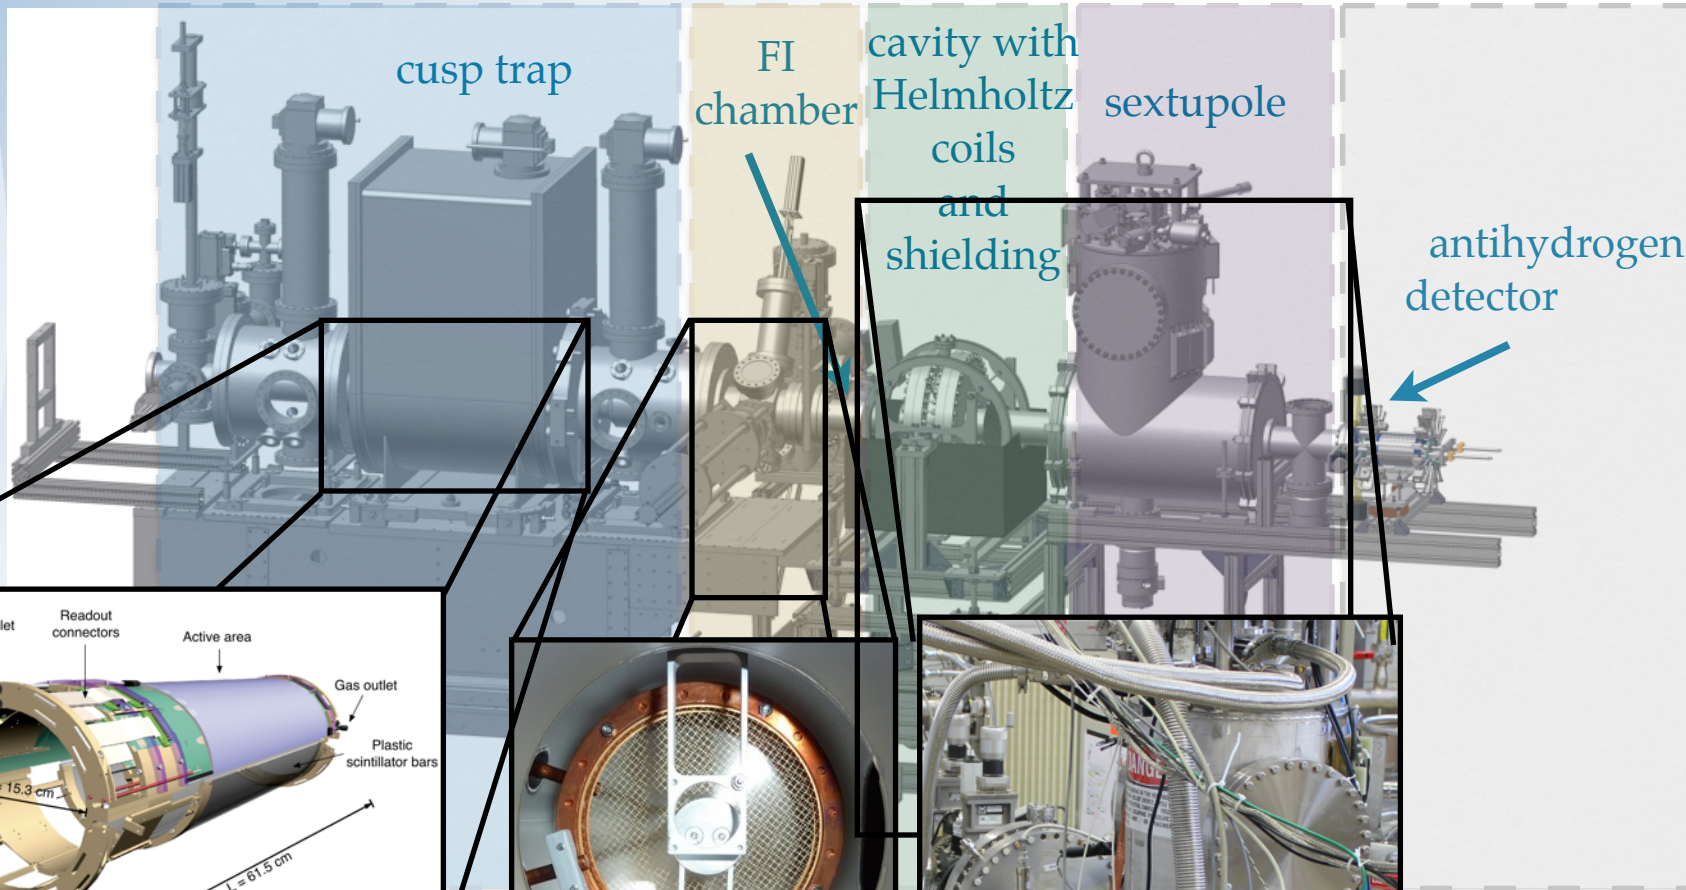 cusp trap
FI
chamber
cavity with
Helmholtz
coils
and
shielding
sextupole
antihydrogen
detector
Readout
connectors
Active area
Gas outlet
Plastic
scintillator bars
= 15.3 cm
L = 61.5 cm
DANGE